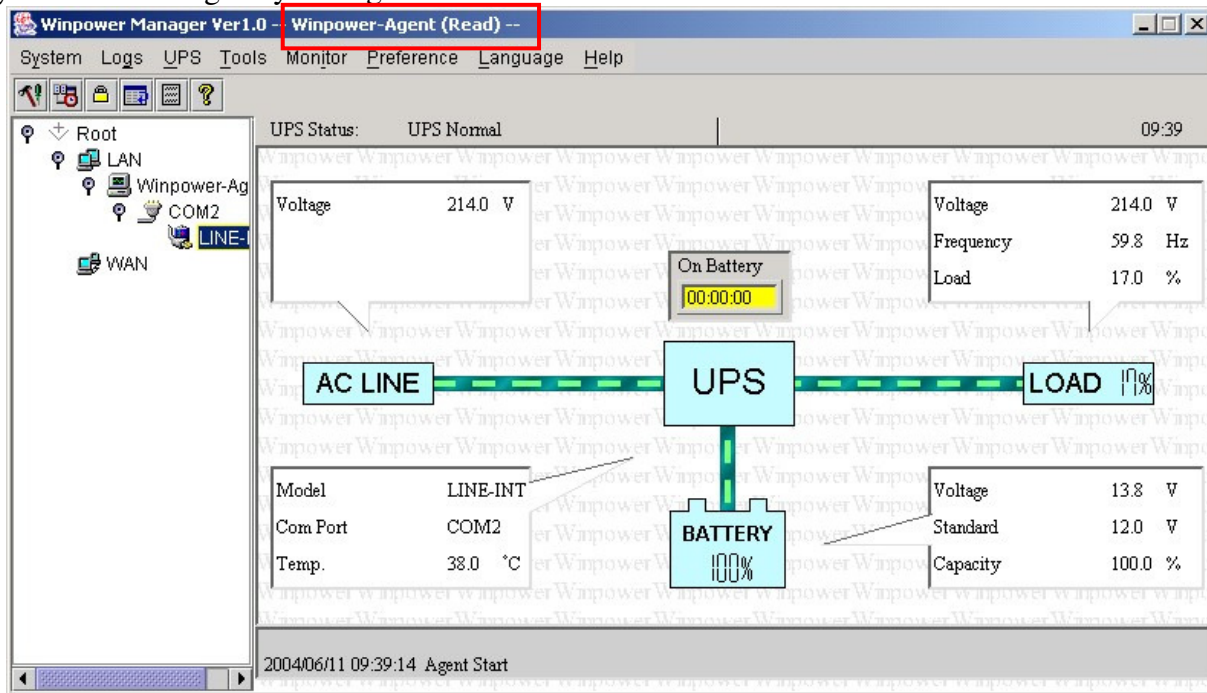 Winpower Manager Ver1.0 -- Winpower-Agent (Read) --
System Logs UPS Tools Monitor Preference Language Help
UPS Status: UPS Normal 09:39
Root
LAN
Winpower-Ag
COM2
LINE-I
WAN
Voltage 214.0 V
Voltage 214.0 V
Frequency 59.8 Hz
Load 17.0 %
On Battery
00:00:00
AC LINE
UPS
LOAD 17%
Model LINE-INT
Com Port COM2
Temp. 38.0 °C
BATTERY
100%
Voltage 13.8 V
Standard 12.0 V
Capacity 100.0 %
2004/06/11 09:39:14 Agent Start